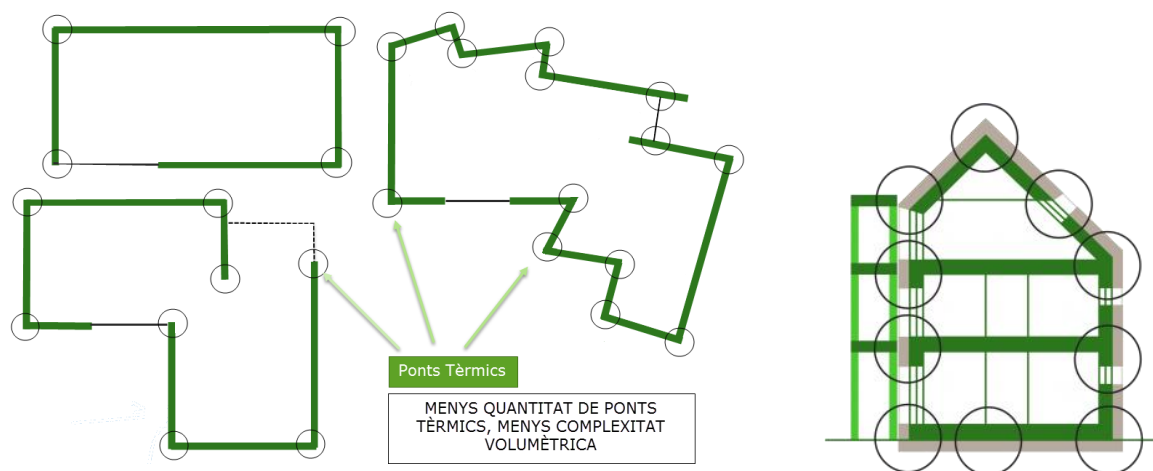 Ponts Tèrmics
MENYS QUANTITAT DE PONTS
TÈRMICS, MENYS COMPLEXITAT
VOLUMÈTRICA